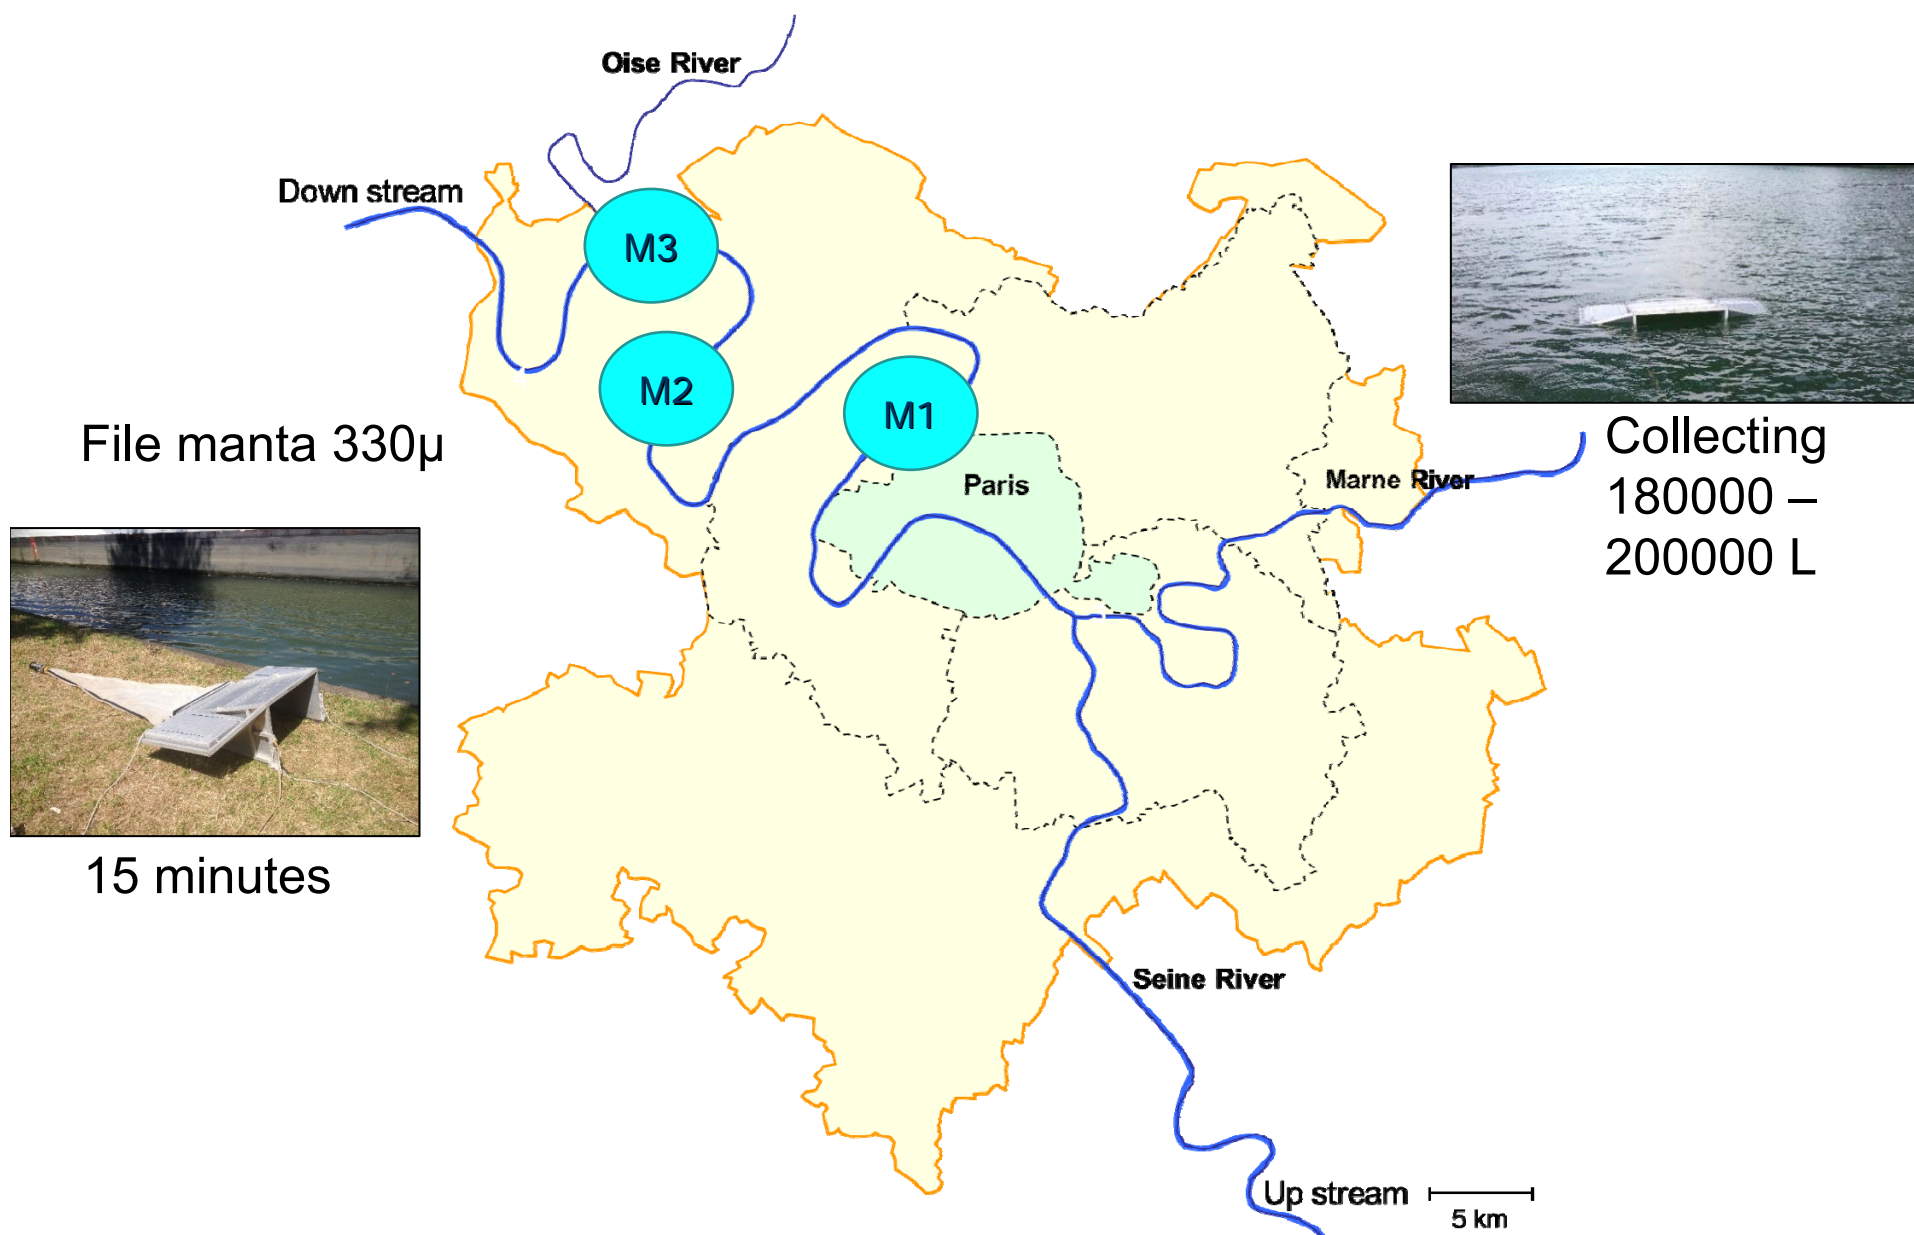 Oise River
Down stream
M3
M2
M1
File manta 330µ
Paris
Marne River
Collecting
180000 –
200000 L
15 minutes
Seine River
Up stream
5 km